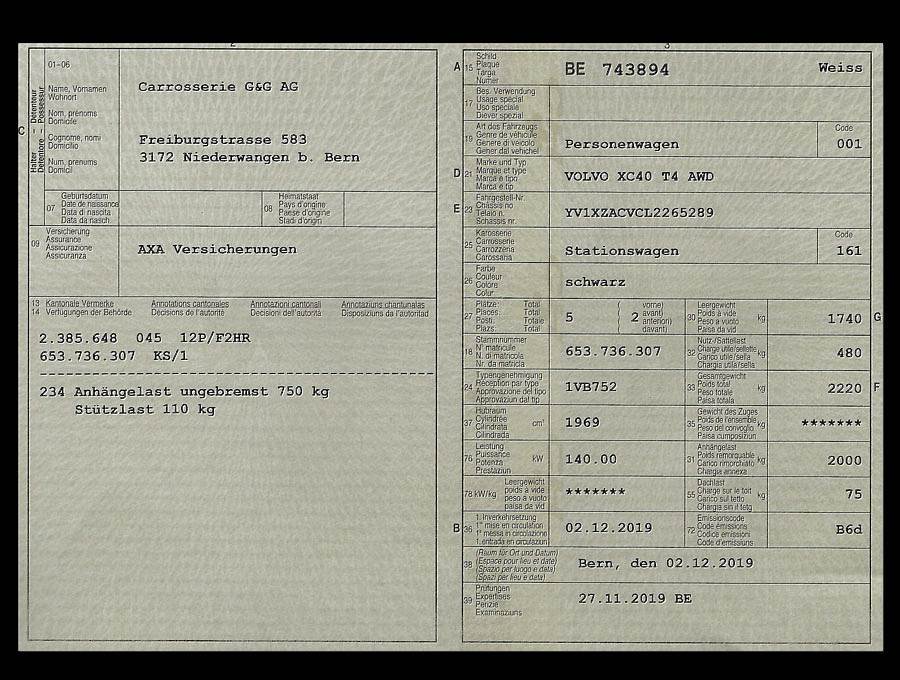 2
01-06
Name, Vornamen
Wohnort
Nom, prénoms
Domicile
Cognome, nomi
Domicilio
Num, prenums
Domicil
C
Halter Détenteur
Detentore Possessur
Carrosserie G&G AG
Freiburgstrasse 583
3172 Niederwangen b. Bern
07
Geburtsdatum
Date de naissance
Data di nascita
Data da nasch.
08
Heimatstaat
Pays d'origine
Paese d'origine
Stadi d'origin
09
Versicherung
Assurance
Assicurazione
Assicuranza
AXA Versicherungen
13 Kantonale Vermerke Annotations cantonales Annotazioni cantonali Annotaziuns chantunalas
14 Verfügungen der Behörde Décisions de l'autorité Decisioni dell'autorità Disposiziuns da l'autoritad
2.385.648 045 12P/F2HR
653.736.307 KS/1
234 Anhängelast ungebremst 750 kg
Stützlast 110 kg
3
A 15
Schild
Plaque
Targa
Numer
BE 743894 Weiss
17
Bes. Verwendung
Usage spécial
Uso speciale
Diever spezial
19
Art des Fahrzeugs
Genre de véhicule
Genere di veicolo
Gener dal vehichel
Personenwagen
Code
001
D 21
Marke und Typ
Marque et type
Marca e tipo
Marca e tip
VOLVO XC40 T4 AWD
E 23
Fahrgestell-Nr.
Châssis no
Telaio n.
Schassis nr.
YV1XZACVCL2265289
25
Karosserie
Carrosserie
Carrozzeria
Carossaria
Stationswagen
Code
161
26
Farbe
Couleur
Colore
Colur
schwarz
27
Plätze: Total
Places: Total
Posti: Totale
Plazs: Total
5 ( 2 vorne)
avant)
anteriori)
davant)
30
Leergewicht
Poids à vide
Peso a vuoto
Paisa da vid
kg
1740 G
18
Stammnummer
N° matricule
N. di matricola
Nr. da matricla
653.736.307
32
Nutz-/Sattellast
Charge utile/sellette
Carico utile/sella
Chargia utila/sella
kg
480
24
Typengenehmigung
Réception par type
Approvazione del tipo
Approvaziun dal tip
1VB752
33
Gesamtgewicht
Poids total
Peso totale
Paisa totala
kg
2220 F
37
Hubraum
Cylindrée
Cilindrata
Cilindrada
cm³
1969
35
Gewicht des Zuges
Poids de l'ensemble
Peso del convoglio
Paisa cumposiziun
kg
*******
76
Leistung
Puissance
Potenza
Prestaziun
kW
140.00
31
Anhängelast
Poids remorquable
Carico rimorchiato
Chargia annexa
kg
2000
78 kW/kg
Leergewicht
poids à vide
peso a vuoto
paisa da vid
*******
55
Dachlast
Charge sur le toit
Carico sul tetto
Chargia sin il tetg
kg
75
B 36
1. Inverkehrsetzung
1re mise en circulation
1a messa in circolazione
1. entrada en circulaziun
02.12.2019
72
Emissionscode
Code émissions
Codice emissioni
Code d'emissiuns
B6d
38
(Raum für Ort und Datum)
(Espace pour lieu et date)
(Spazio per luogo e data)
(Spazi per lieu e data)
Bern, den 02.12.2019
39
Prüfungen
Expertises
Perizie
Examinaziuns
27.11.2019 BE